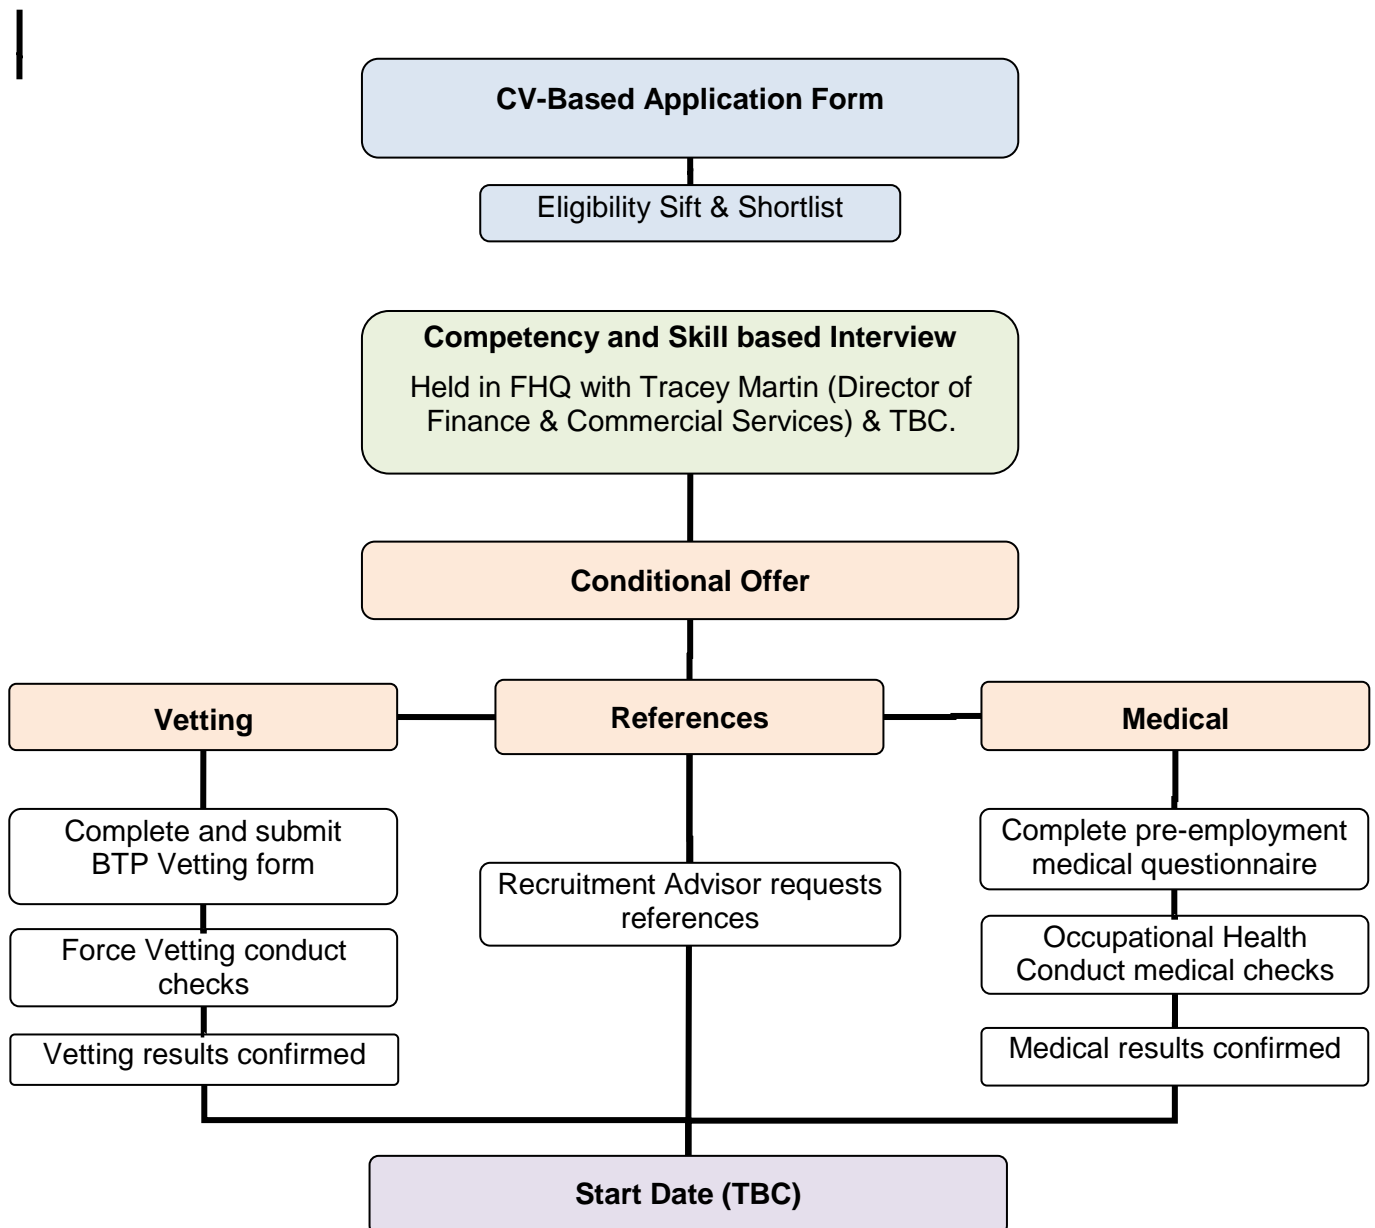 CV-Based Application Form
Eligibility Sift & Shortlist
Competency and Skill based Interview
Held in FHQ with Tracey Martin (Director of
Finance & Commercial Services) & TBC.
Conditional Offer
Vetting
References
Medical
Complete and submit
BTP Vetting form
Force Vetting conduct
checks
Vetting results confirmed
Recruitment Advisor requests
references
Complete pre-employment
medical questionnaire
Occupational Health
Conduct medical checks
Medical results confirmed
Start Date (TBC)